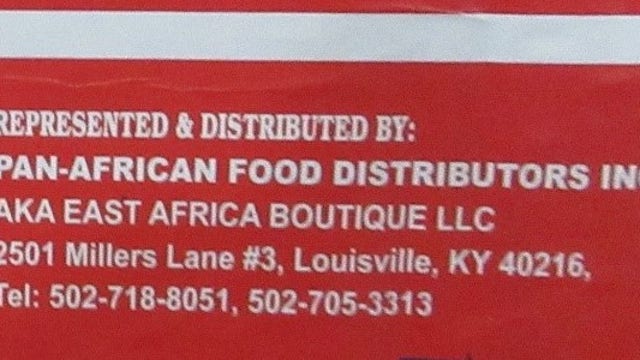 REPRESENTED & DISTRIBUTED BY:
PAN-AFRICAN FOOD DISTRIBUTORS INC
AKA EAST AFRICA BOUTIQUE LLC
2501 Millers Lane #3, Louisville, KY 40216,
Tel: 502-718-8051, 502-705-3313